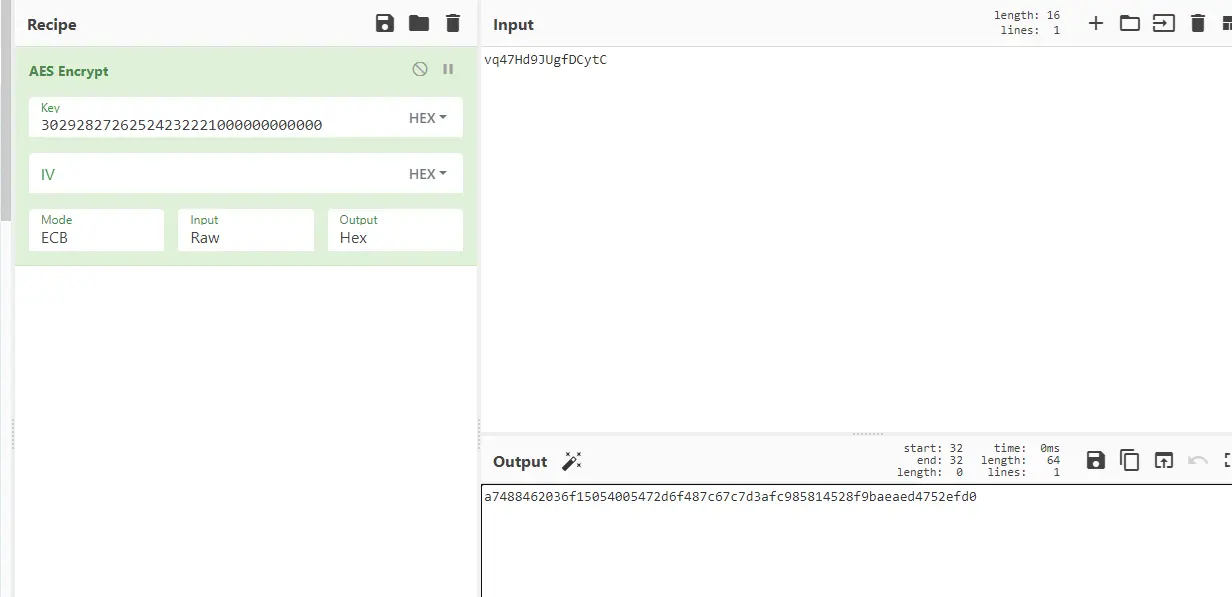 Recipe
AES Encrypt
Key
30292827262524232221000000000000
HEX
IV
HEX
Mode
ECB
Input
Raw
Output
Hex
Input
length: 16
lines: 1
vq47Hd9JUgfDCytC
Output
start: 32
end: 32
length: 0
time: 0ms
length: 64
lines: 1
a7488462036f15054005472d6f487c67c7d3afc985814528f9baeaed4752efd0